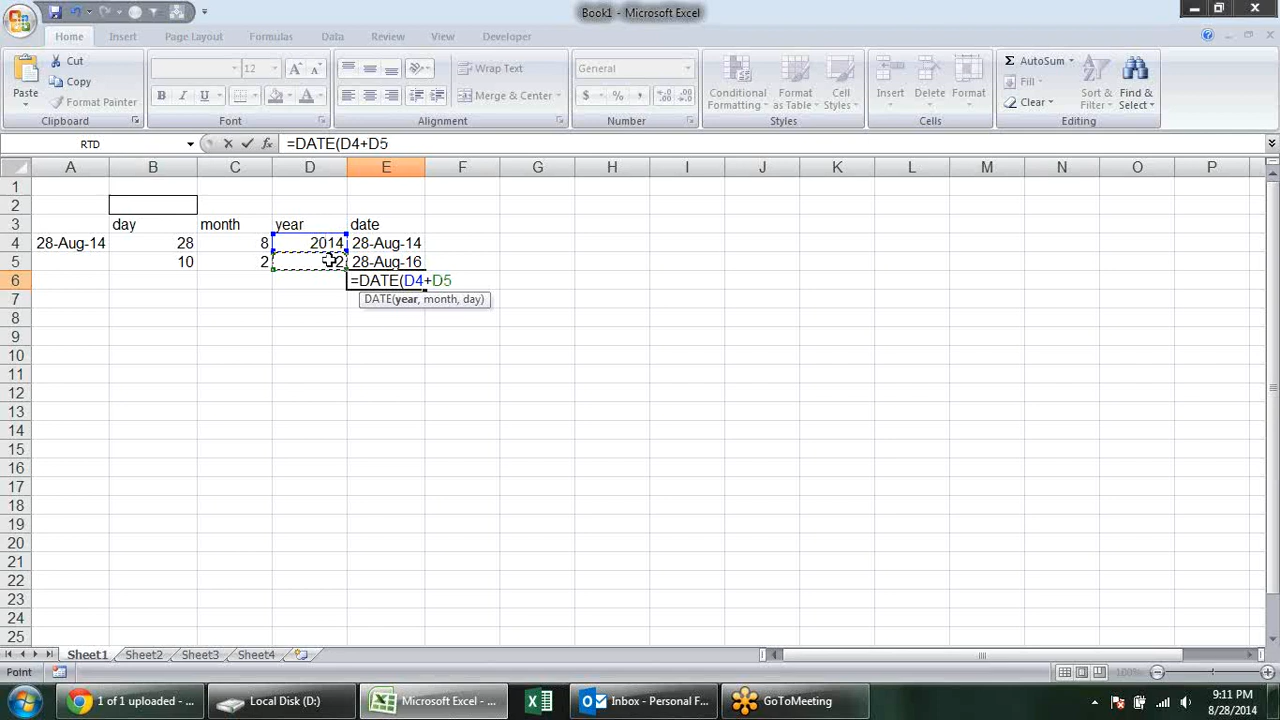 Book1 - Microsoft Excel
Home Insert Page Layout Formulas Data Review View Developer
Paste
Cut
Copy
Format Painter
Clipboard
12
Font
Wrap Text
Merge & Center
Alignment
General
$ % ,
Number
Conditional Formatting
Format as Table
Cell Styles
Styles
Insert
Delete
Format
Cells
Σ AutoSum
Fill
Clear
Sort & Filter
Find & Select
Editing
RTD =DATE(D4+D5
A B C D E F G H I J K L M N O P
1
2
3 day month year date
4 28-Aug-14 28 8 2014 28-Aug-14
5 10 2 2 28-Aug-16
6 =DATE(D4+D5
7 DATE(year, month, day)
8
9
10
11
12
13
14
15
16
17
18
19
20
21
22
23
24
25
Sheet1 Sheet2 Sheet3 Sheet4
Point 100%
1 of 1 uploaded - ... Local Disk (D:) Microsoft Excel - ... Inbox - Personal F... GoToMeeting
9:11 PM
8/28/2014